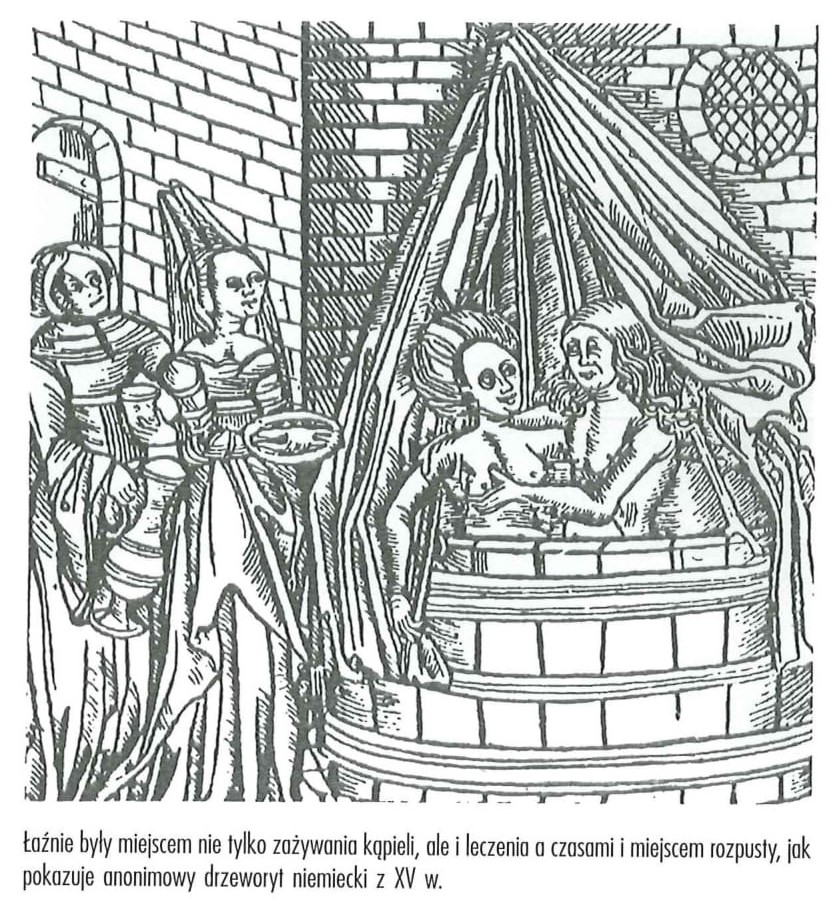 Łaźnie były miejscem nie tylko zażywania kąpieli, ale i leczenia a czasami i miejscem rozpusty, jak
pokazuje anonimowy drzeworyt niemiecki z XV w.